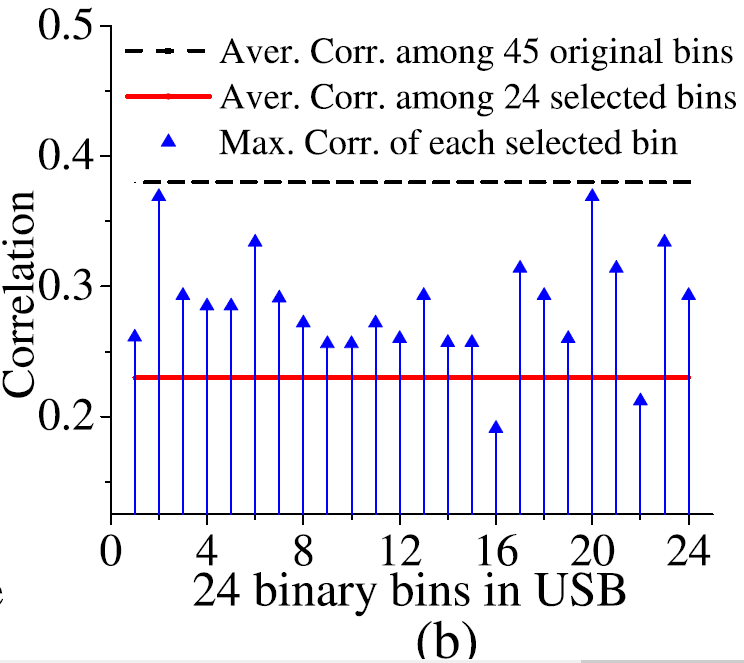 0.5
Aver. Corr. among 45 original bins
Aver. Corr. among 24 selected bins
Max. Corr. of each selected bin
0.4
0.3
0.2
Correlation
0 4 8 12 16 20 24
24 binary bins in USB
(b)